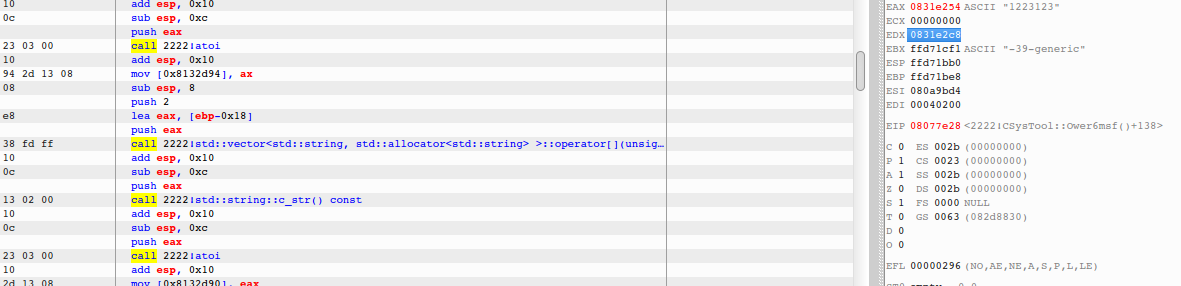 10 add esp, 0x10
0c sub esp, 0xc
push eax
23 03 00 call 2222!atoi
10 add esp, 0x10
94 2d 13 08 mov [0x8132d94], ax
08 sub esp, 8
push 2
e8 lea eax, [ebp-0x18]
push eax
38 fd ff call 2222!std::vector<std::string, std::allocator<std::string> >::operator[](unsig…
10 add esp, 0x10
0c sub esp, 0xc
push eax
13 02 00 call 2222!std::string::c_str() const
10 add esp, 0x10
0c sub esp, 0xc
push eax
23 03 00 call 2222!atoi
10 add esp, 0x10
2d 13 08 mov [0x8132d90], eax
EAX 0831e254 ASCII "1223123"
ECX 00000000
EDX 0831e2c8
EBX ffd71cf1 ASCII "-39-generic"
ESP ffd71bb0
EBP ffd71be8
ESI 080a9bd4
EDI 00040200
EIP 08077e28 <2222!CSysTool::Ower6msf()+138>
C 0 ES 002b (00000000)
P 1 CS 0023 (00000000)
A 1 SS 002b (00000000)
Z 0 DS 002b (00000000)
S 1 FS 0000 NULL
T 0 GS 0063 (082d8830)
D 0
O 0
EFL 00000296 (NO,AE,NE,A,S,P,L,LE)